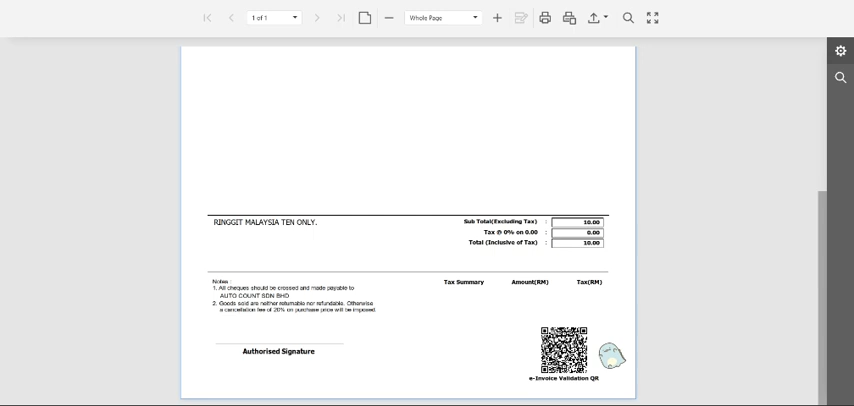 1 of 1
Whole Page
RINGGIT MALAYSIA TEN ONLY.
Sub Total(Excluding Tax) : 10.00
Tax @ 0% on 0.00 : 0.00
Total (Inclusive of Tax) : 10.00
Notes :
1. All cheques should be crossed and made payable to
AUTO COUNT SDN BHD
2. Goods sold are neither returnable nor refundable. Otherwise
a cancellation fee of 20% on purchase price will be imposed.
Tax Summary Amount(RM) Tax(RM)
Authorised Signature
e-Invoice Validation QR